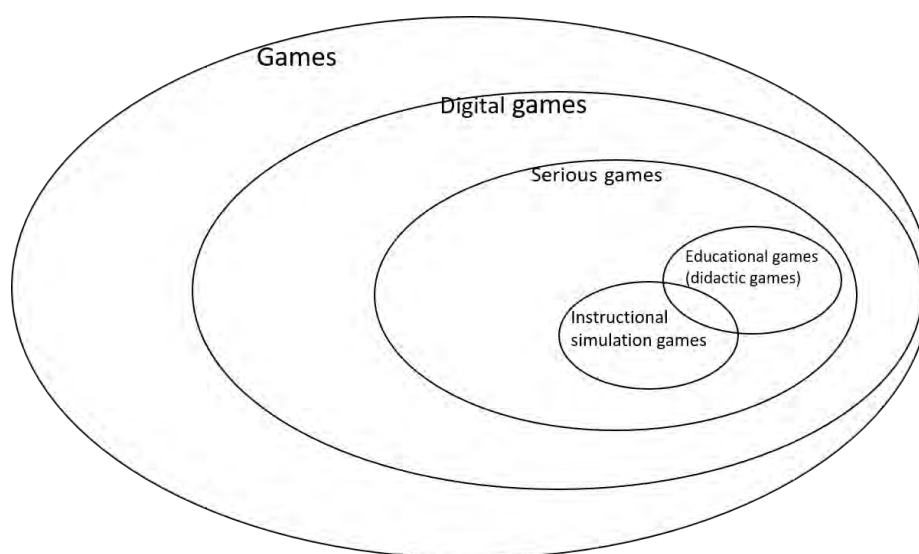 Games
Digital games
Serious games
Educational games
(didactic games)
Instructional
simulation games